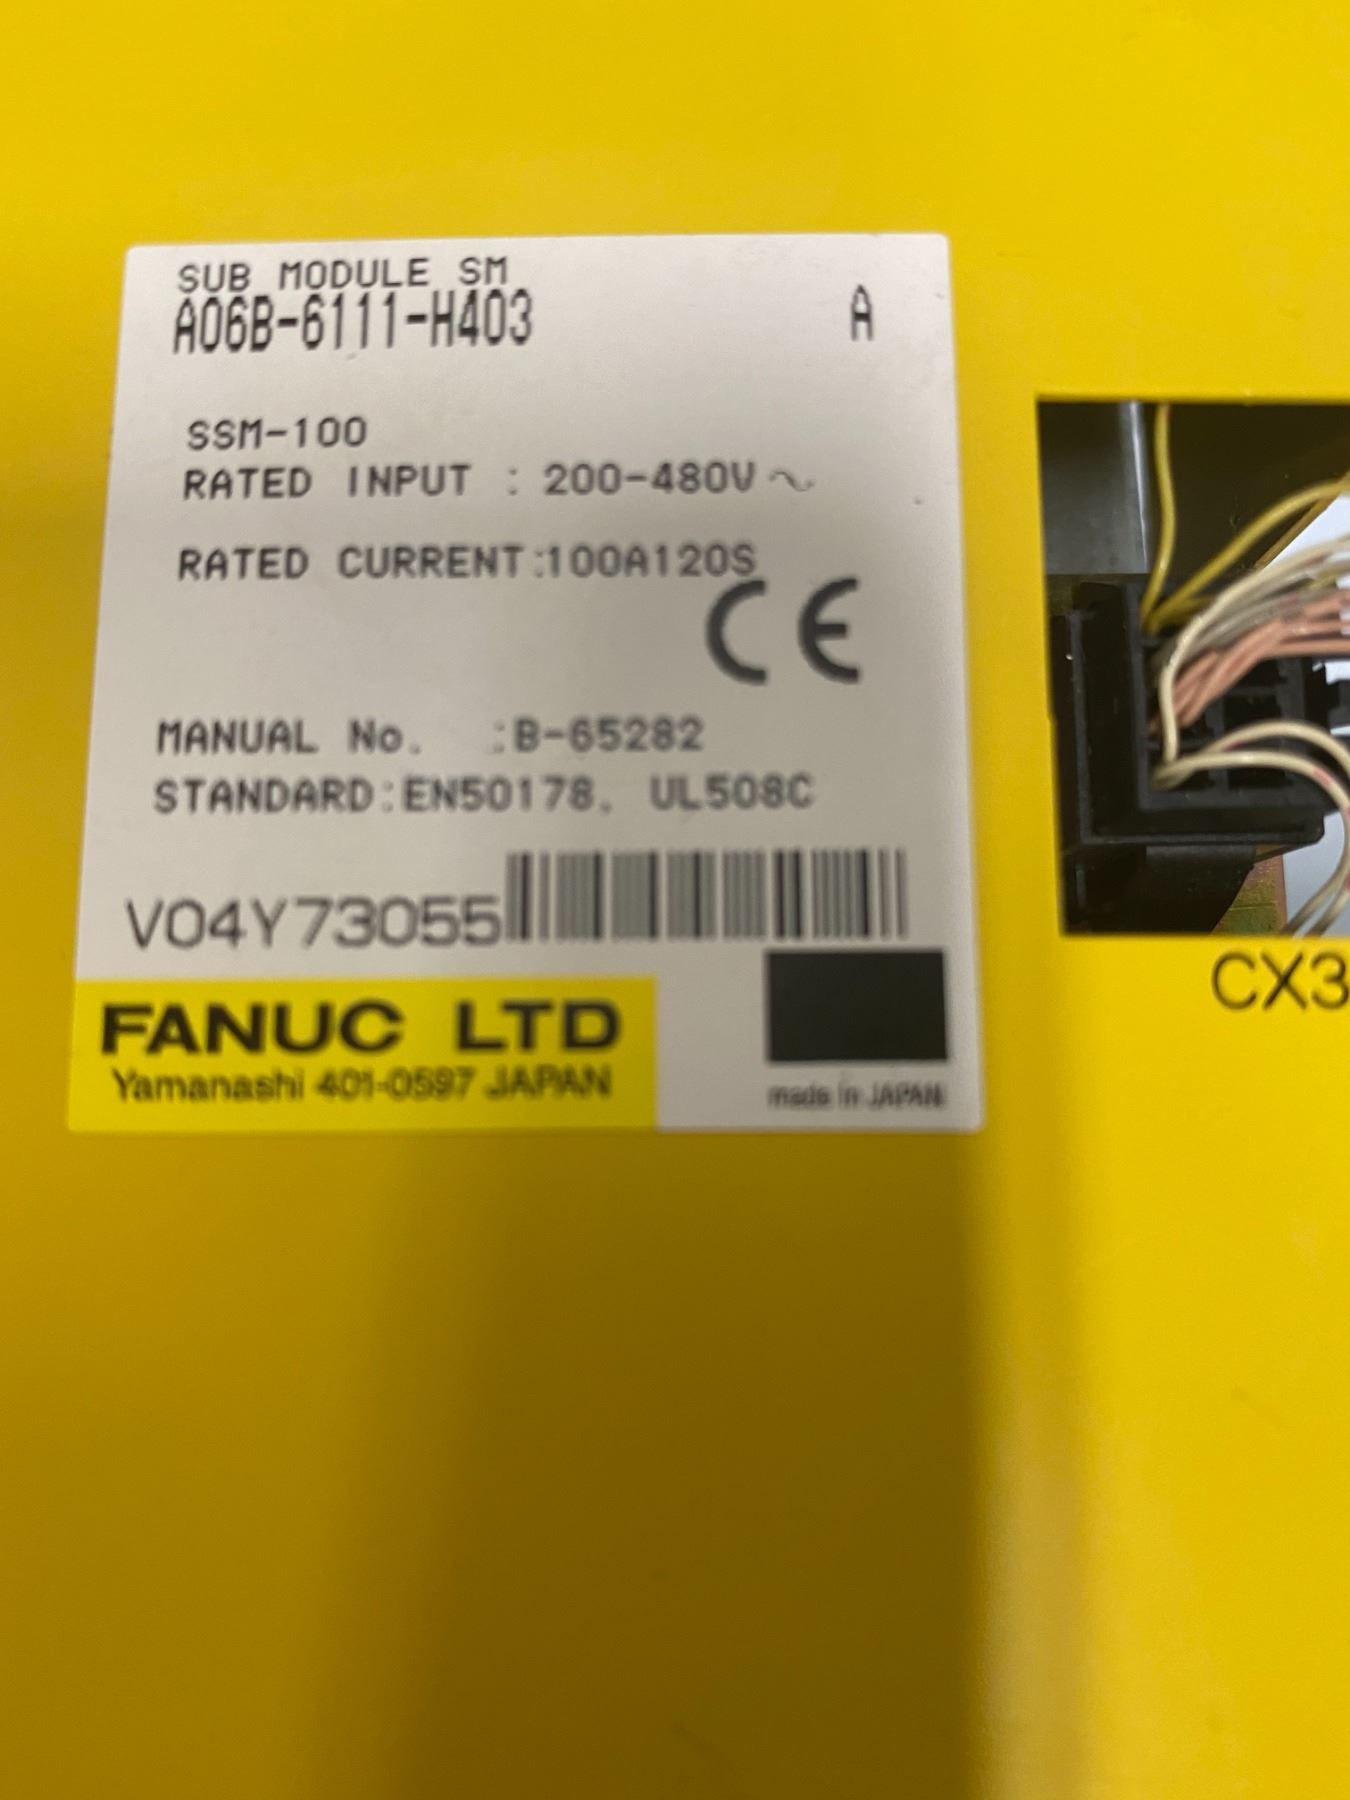 SUB MODULE SM
A06B-6111-H403 A
SSM-100
RATED INPUT : 200-480V~
RATED CURRENT:100A120S
CE
MANUAL No. :B-65282
STANDARD:EN50178. UL508C
V04Y73055
FANUC LTD
Yamanashi 401-0597 JAPAN
made in JAPAN
CX3